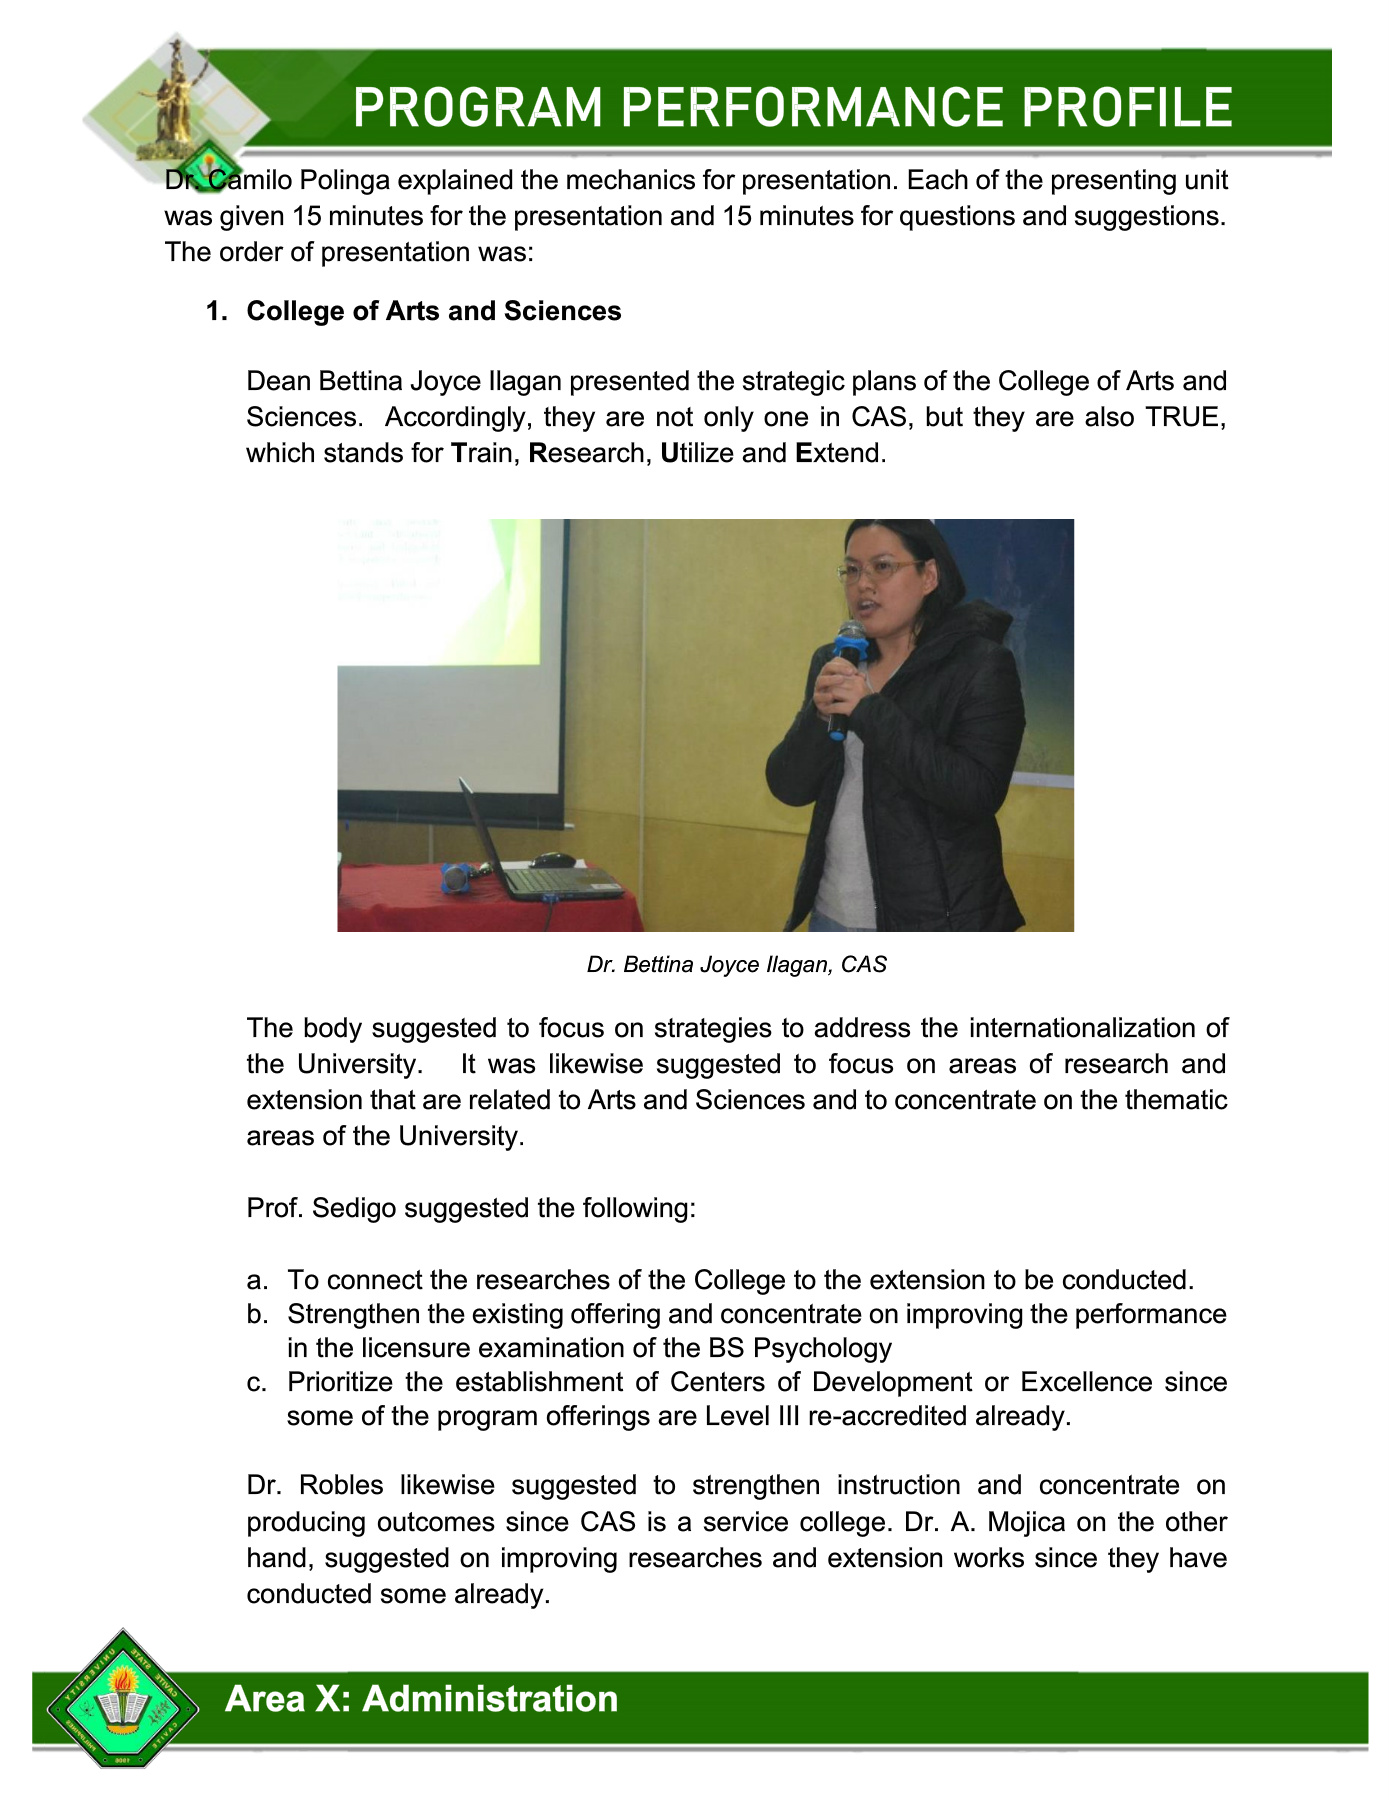 PROGRAM PERFORMANCE PROFILE
Dr. Camilo Polinga explained the mechanics for presentation. Each of the presenting unit
was given 15 minutes for the presentation and 15 minutes for questions and suggestions.
The order of presentation was:
1. College of Arts and Sciences
Dean Bettina Joyce Ilagan presented the strategic plans of the College of Arts and
Sciences. Accordingly, they are not only one in CAS, but they are also TRUE,
which stands for Train, Research, Utilize and Extend.
Dr. Bettina Joyce Ilagan, CAS
The body suggested to focus on strategies to address the internationalization of
the University. It was likewise suggested to focus on areas of research and
extension that are related to Arts and Sciences and to concentrate on the thematic
areas of the University.
Prof. Sedigo suggested the following:
a. To connect the researches of the College to the extension to be conducted.
b. Strengthen the existing offering and concentrate on improving the performance
in the licensure examination of the BS Psychology
c. Prioritize the establishment of Centers of Development or Excellence since
some of the program offerings are Level III re-accredited already.
Dr. Robles likewise suggested to strengthen instruction and concentrate on
producing outcomes since CAS is a service college. Dr. A. Mojica on the other
hand, suggested on improving researches and extension works since they have
conducted some already.
CAVITE STATE UNIVERSITY
CAVITE
PHILIPPINES
1906
Area X: Administration